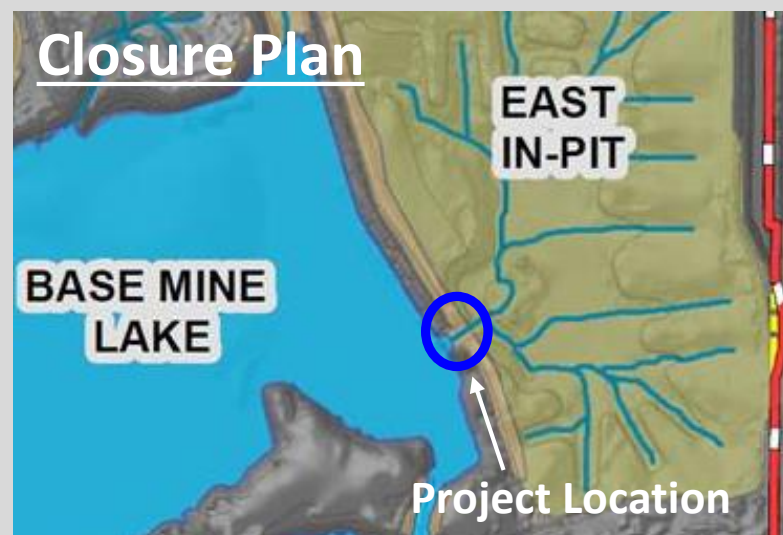 Closure Plan
EAST
IN-PIT
BASE MINE
LAKE
Project Location